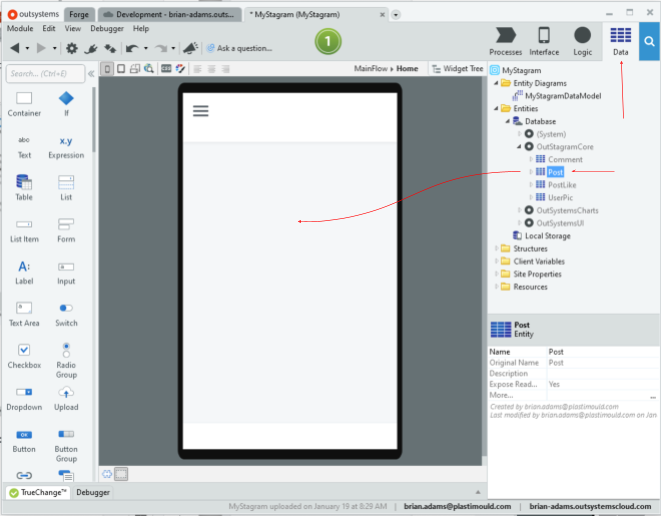 outsystems
Forge
Development - brian-adams.outs...
* MyStagram (MyStagram)
Module Edit View Debugger Help
Ask a question...
1
Processes
Interface
Logic
Data
Search... (Ctrl+E)
MainFlow ▸ Home
Widget Tree
Container
If
abc
Text
x.y
Expression
Table
List
List Item
Form
A:
Label
Input
Text Area
Switch
Checkbox
Radio
Group
Dropdown
Upload
OK
Button
Button
Group
MyStagram
Entity Diagrams
MyStagramDataModel
Entities
Database
(System)
OutStagramCore
Comment
Post
PostLike
UserPic
OutSystemsCharts
OutSystemsUI
Local Storage
Structures
Client Variables
Site Properties
Resources
Post
Entity
Name Post
Original Name Post
Description
Expose Read... Yes
More... ...
Created by brian.adams@plastimould.com
Last modified by brian.adams@plastimould.com on Jan
TrueChange™
Debugger
MyStagram uploaded on January 19 at 8:29 AM | brian.adams@plastimould.com | brian-adams.outsystemscloud.com